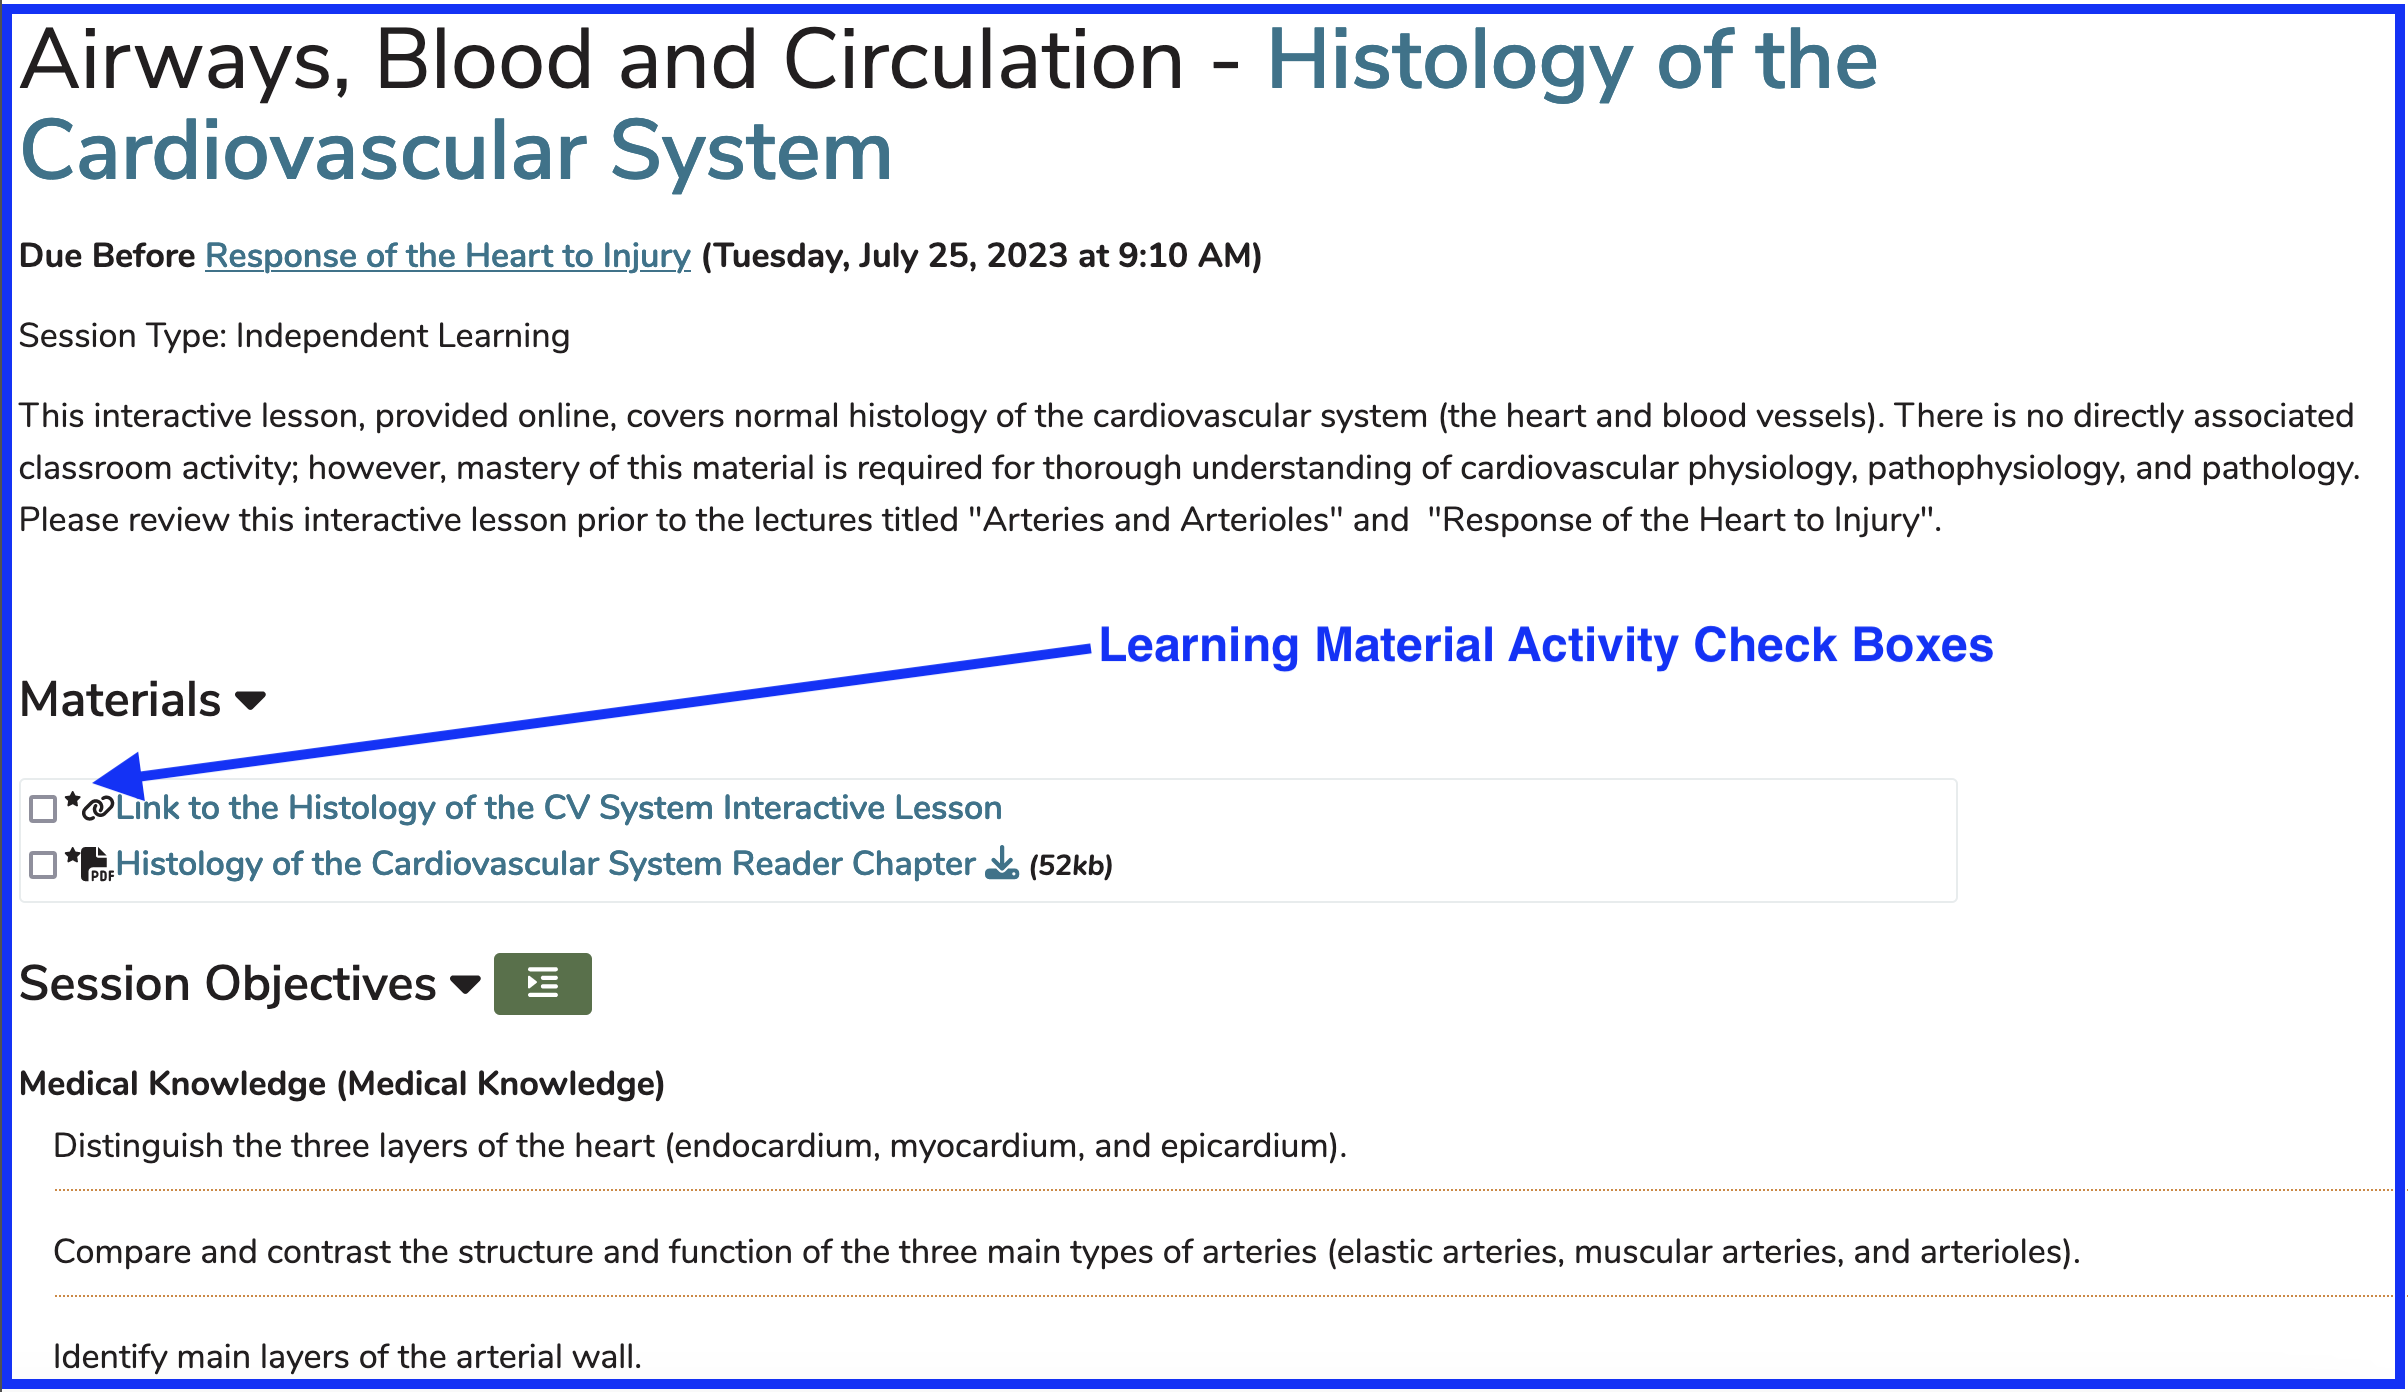 Airways, Blood and Circulation - Histology of the
Cardiovascular System
Due Before Response of the Heart to Injury (Tuesday, July 25, 2023 at 9:10 AM)
Session Type: Independent Learning
This interactive lesson, provided online, covers normal histology of the cardiovascular system (the heart and blood vessels). There is no directly associated
classroom activity; however, mastery of this material is required for thorough understanding of cardiovascular physiology, pathophysiology, and pathology.
Please review this interactive lesson prior to the lectures titled "Arteries and Arterioles" and  "Response of the Heart to Injury".
Learning Material Activity Check Boxes
Materials
Link to the Histology of the CV System Interactive Lesson
PDF Histology of the Cardiovascular System Reader Chapter (52kb)
Session Objectives
Medical Knowledge (Medical Knowledge)
Distinguish the three layers of the heart (endocardium, myocardium, and epicardium).
Compare and contrast the structure and function of the three main types of arteries (elastic arteries, muscular arteries, and arterioles).
Identify main layers of the arterial wall.